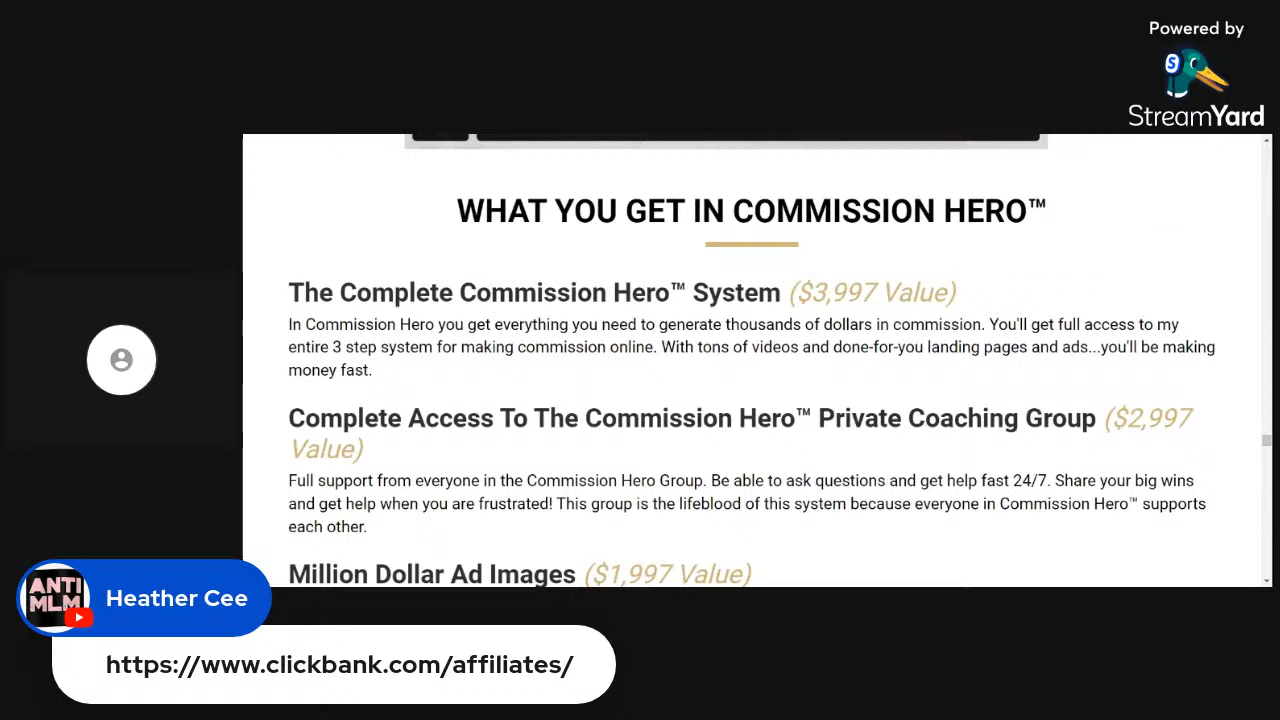 Powered by
S
StreamYard
WHAT YOU GET IN COMMISSION HERO™
The Complete Commission Hero™ System ($3,997 Value)
In Commission Hero you get everything you need to generate thousands of dollars in commission. You'll get full access to my
entire 3 step system for making commission online. With tons of videos and done-for-you landing pages and ads...you'll be making
money fast.
Complete Access To The Commission Hero™ Private Coaching Group ($2,997
Value)
Full support from everyone in the Commission Hero Group. Be able to ask questions and get help fast 24/7. Share your big wins
and get help when you are frustrated! This group is the lifeblood of this system because everyone in Commission Hero™ supports
each other.
Million Dollar Ad Images ($1,997 Value)
ANTI
MLM
Heather Cee
https://www.clickbank.com/affiliates/